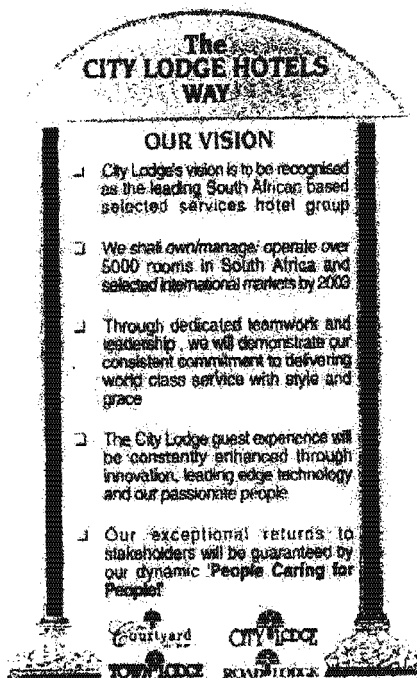 The
CITY LODGE HOTELS
WAY
OUR VISION
City Lodge's vision is to be recognised
as the leading South African based
selected services hotel group
We shall own/manage/ operate over
5000 rooms in South Africa and
selected international markets by 2003
Through dedicated teamwork and
leadership , we will demonstrate our
consistent commitment to delivering
world class service with style and
grace
The City Lodge guest experience will
be constantly enhanced through
innovation, leading edge technology
and our passionate people
Our exceptional returns to
stakeholders will be guaranteed by
our dynamic "People Caring for
People"
Courtyard CITY LODGE
TOWN LODGE ROAD LODGE